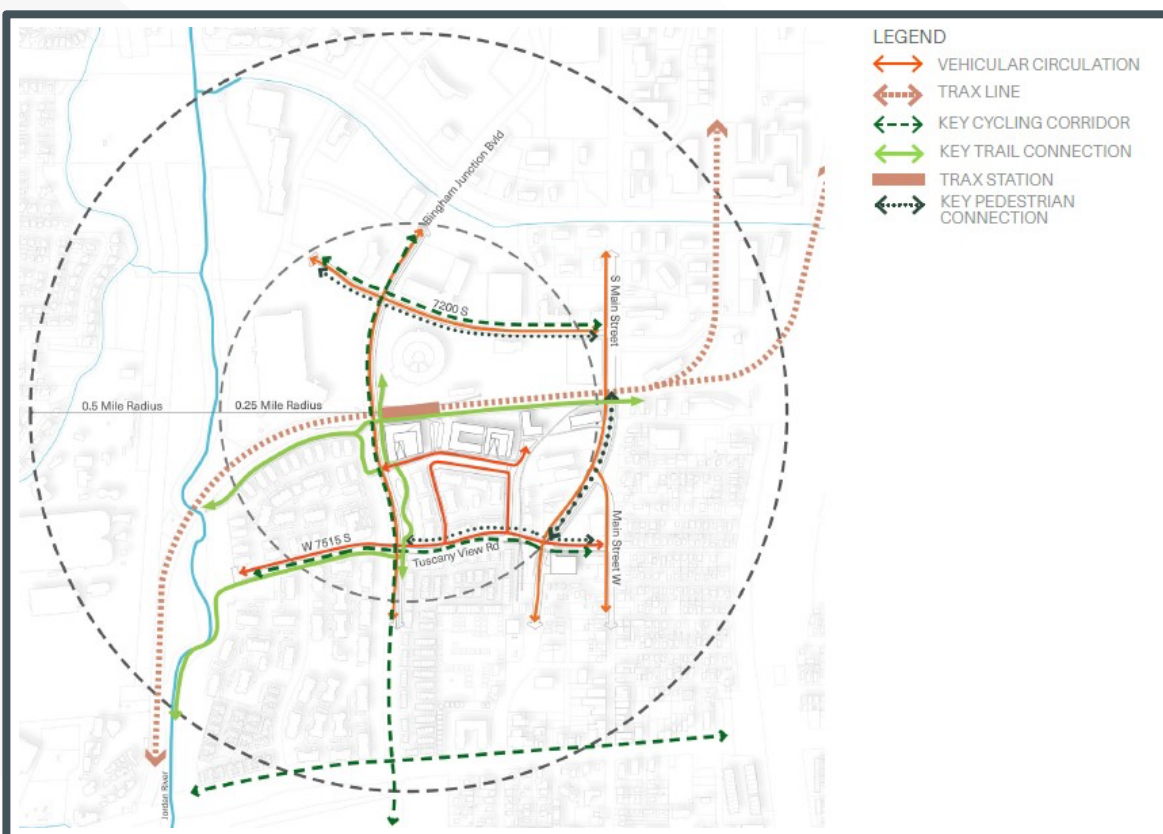 LEGEND
VEHICULAR CIRCULATION
TRAX LINE
KEY CYCLING CORRIDOR
KEY TRAIL CONNECTION
TRAX STATION
KEY PEDESTRIAN
CONNECTION
Bingham Junction Bvld
7200 S
S Main Street
0.5 Mile Radius
0.25 Mile Radius
W 7615 S
Tuscany View Rd
Main Street W
Jordan River